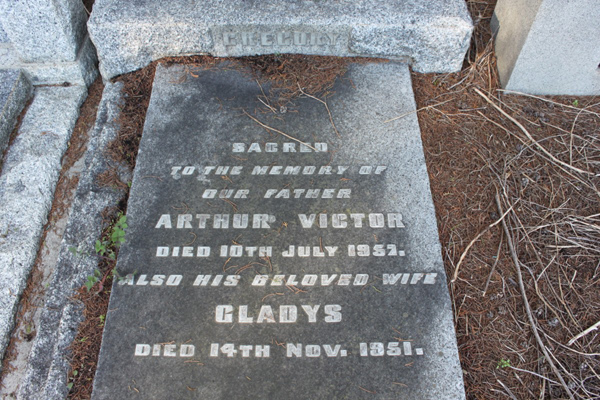 GREGORY
SACRED
TO THE MEMORY OF
OUR FATHER
ARTHUR VICTOR
DIED 10TH JULY 1932.
ALSO HIS BELOVED WIFE
GLADYS
DIED 14TH NOV. 1951.